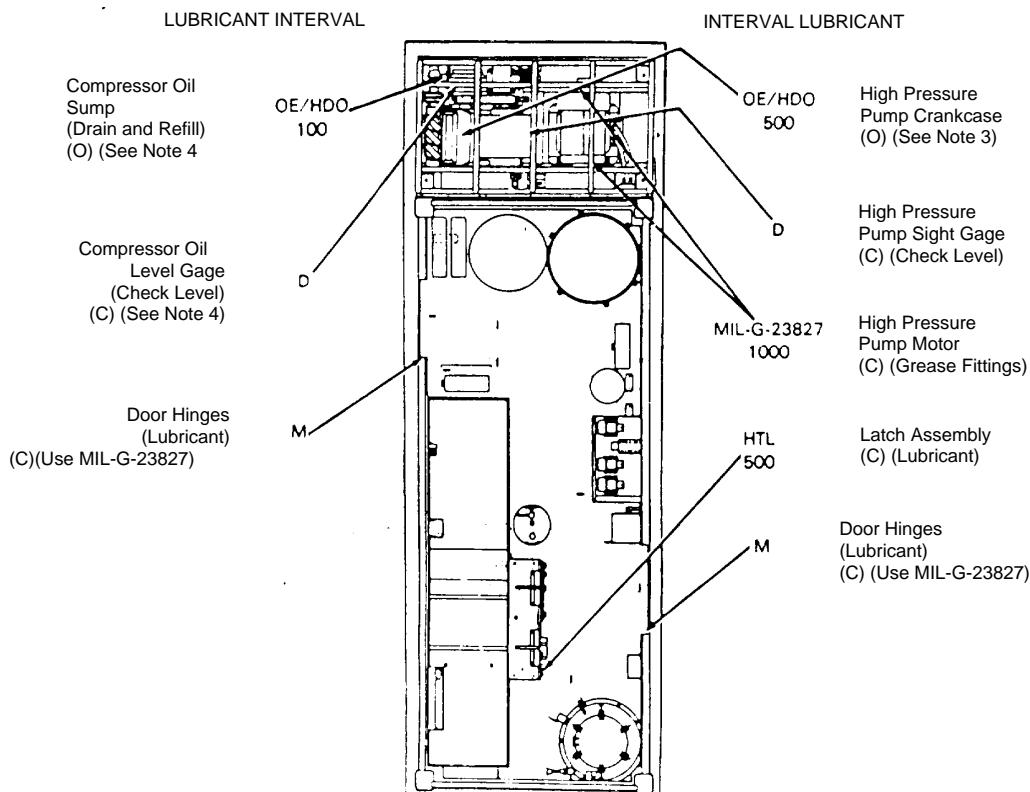 LUBRICANT INTERVAL
INTERVAL LUBRICANT
Compressor Oil
Sump
(Drain and Refill)
(O) (See Note 4
OE/HDO
100
OE/HDO
500
High Pressure
Pump Crankcase
(O) (See Note 3)
Compressor Oil
Level Gage
(Check Level)
(C) (See Note 4)
D
D
High Pressure
Pump Sight Gage
(C) (Check Level)
MIL-G-23827
1000
High Pressure
Pump Motor
(C) (Grease Fittings)
Door Hinges
(Lubricant)
(C)(Use MIL-G-23827)
M
HTL
500
Latch Assembly
(C) (Lubricant)
M
Door Hinges
(Lubricant)
(C) (Use MIL-G-23827)